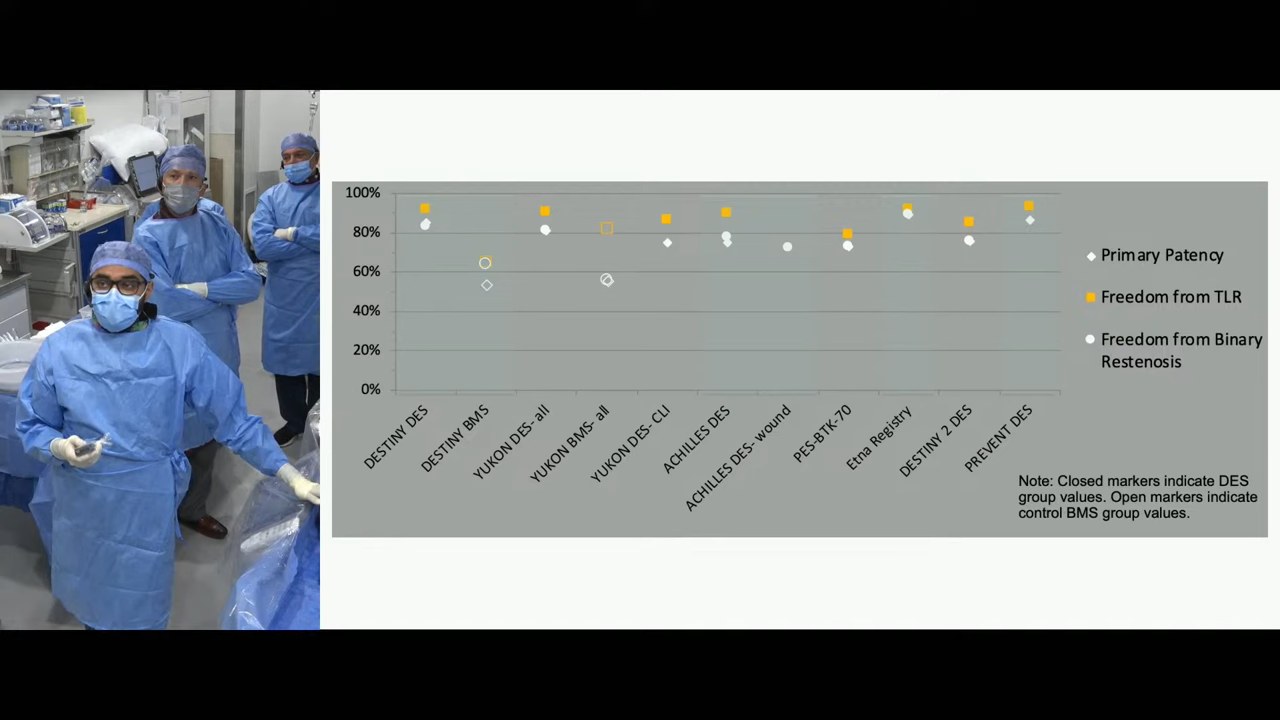 100%
80%
60%
40%
20%
0%
DESTINY DES
DESTINY BMS
YUKON DES- all
YUKON BMS- all
YUKON DES- CLI
ACHILLES DES
ACHILLES DES- wound
PES-BTK-70
Etna Registry
DESTINY 2 DES
PREVENT DES
Primary Patency
Freedom from TLR
Freedom from Binary
Restenosis
Note: Closed markers indicate DES
group values. Open markers indicate
control BMS group values.